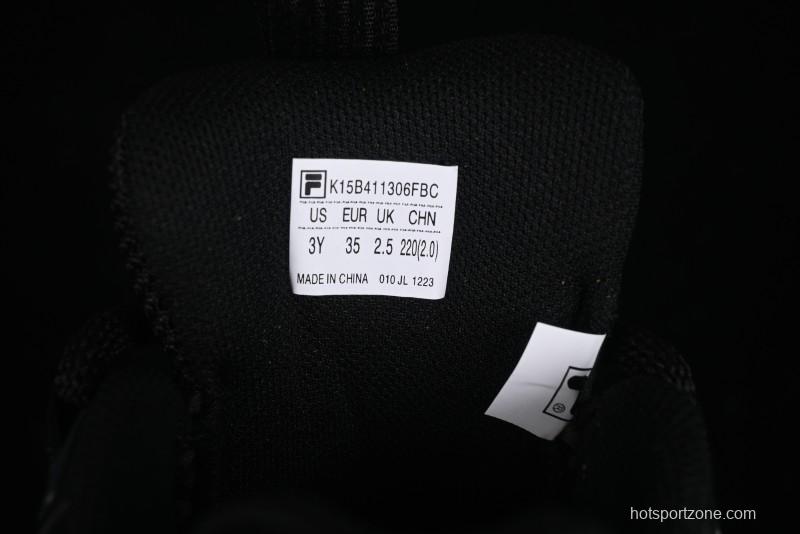 F K15B411306FBC
US EUR UK CHN
3Y 35 2.5 220(2.0)
MADE IN CHINA 010 JL 1223
hotsportzone.com